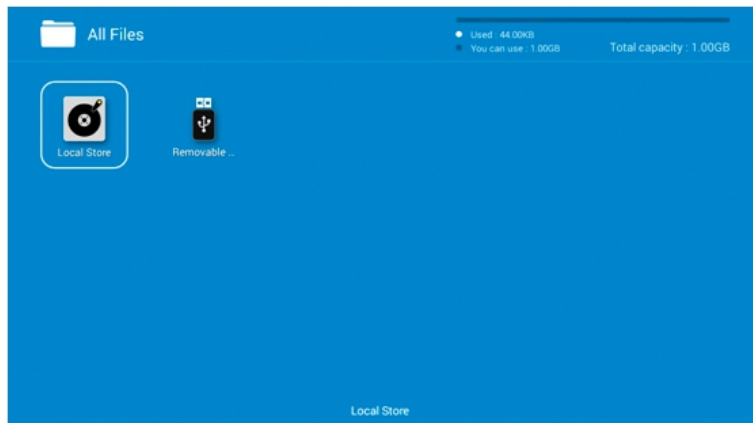 All Files
Used : 44.00KB
You can use : 1.00GB
Total capacity : 1.00GB
Local Store
Removable ..
Local Store